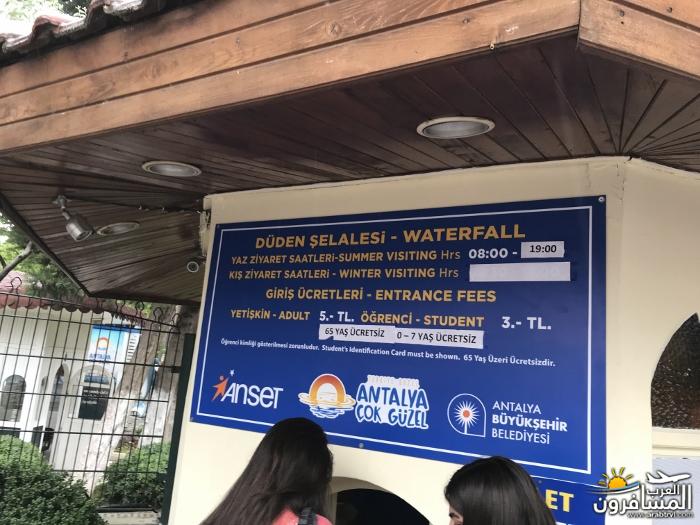 DÜDEN ŞELALESİ - WATERFALL
YAZ ZİYARET SAATLERİ-SUMMER VISITING Hrs 08:00 - 19:00
KIŞ ZİYARET SAATLERİ - WINTER VISITING Hrs
GİRİŞ ÜCRETLERİ - ENTRANCE FEES
YETİŞKİN - ADULT 5.- TL. ÖĞRENCİ - STUDENT 3.- TL.
65 YAŞ ÜCRETSİZ 0 – 7 YAŞ ÜCRETSİZ
Öğrenci kimliği gösterilmesi zorunludur. Student's Identification Card must be shown. 65 Yaş Üzeri Ücretsizdir.
ANSET
ANTALYA
ÇOK GÜZEL
ANTALYA
BÜYÜKŞEHİR
BELEDİYESİ
ET
العرب
المسافرون
www.arabtrvl.com